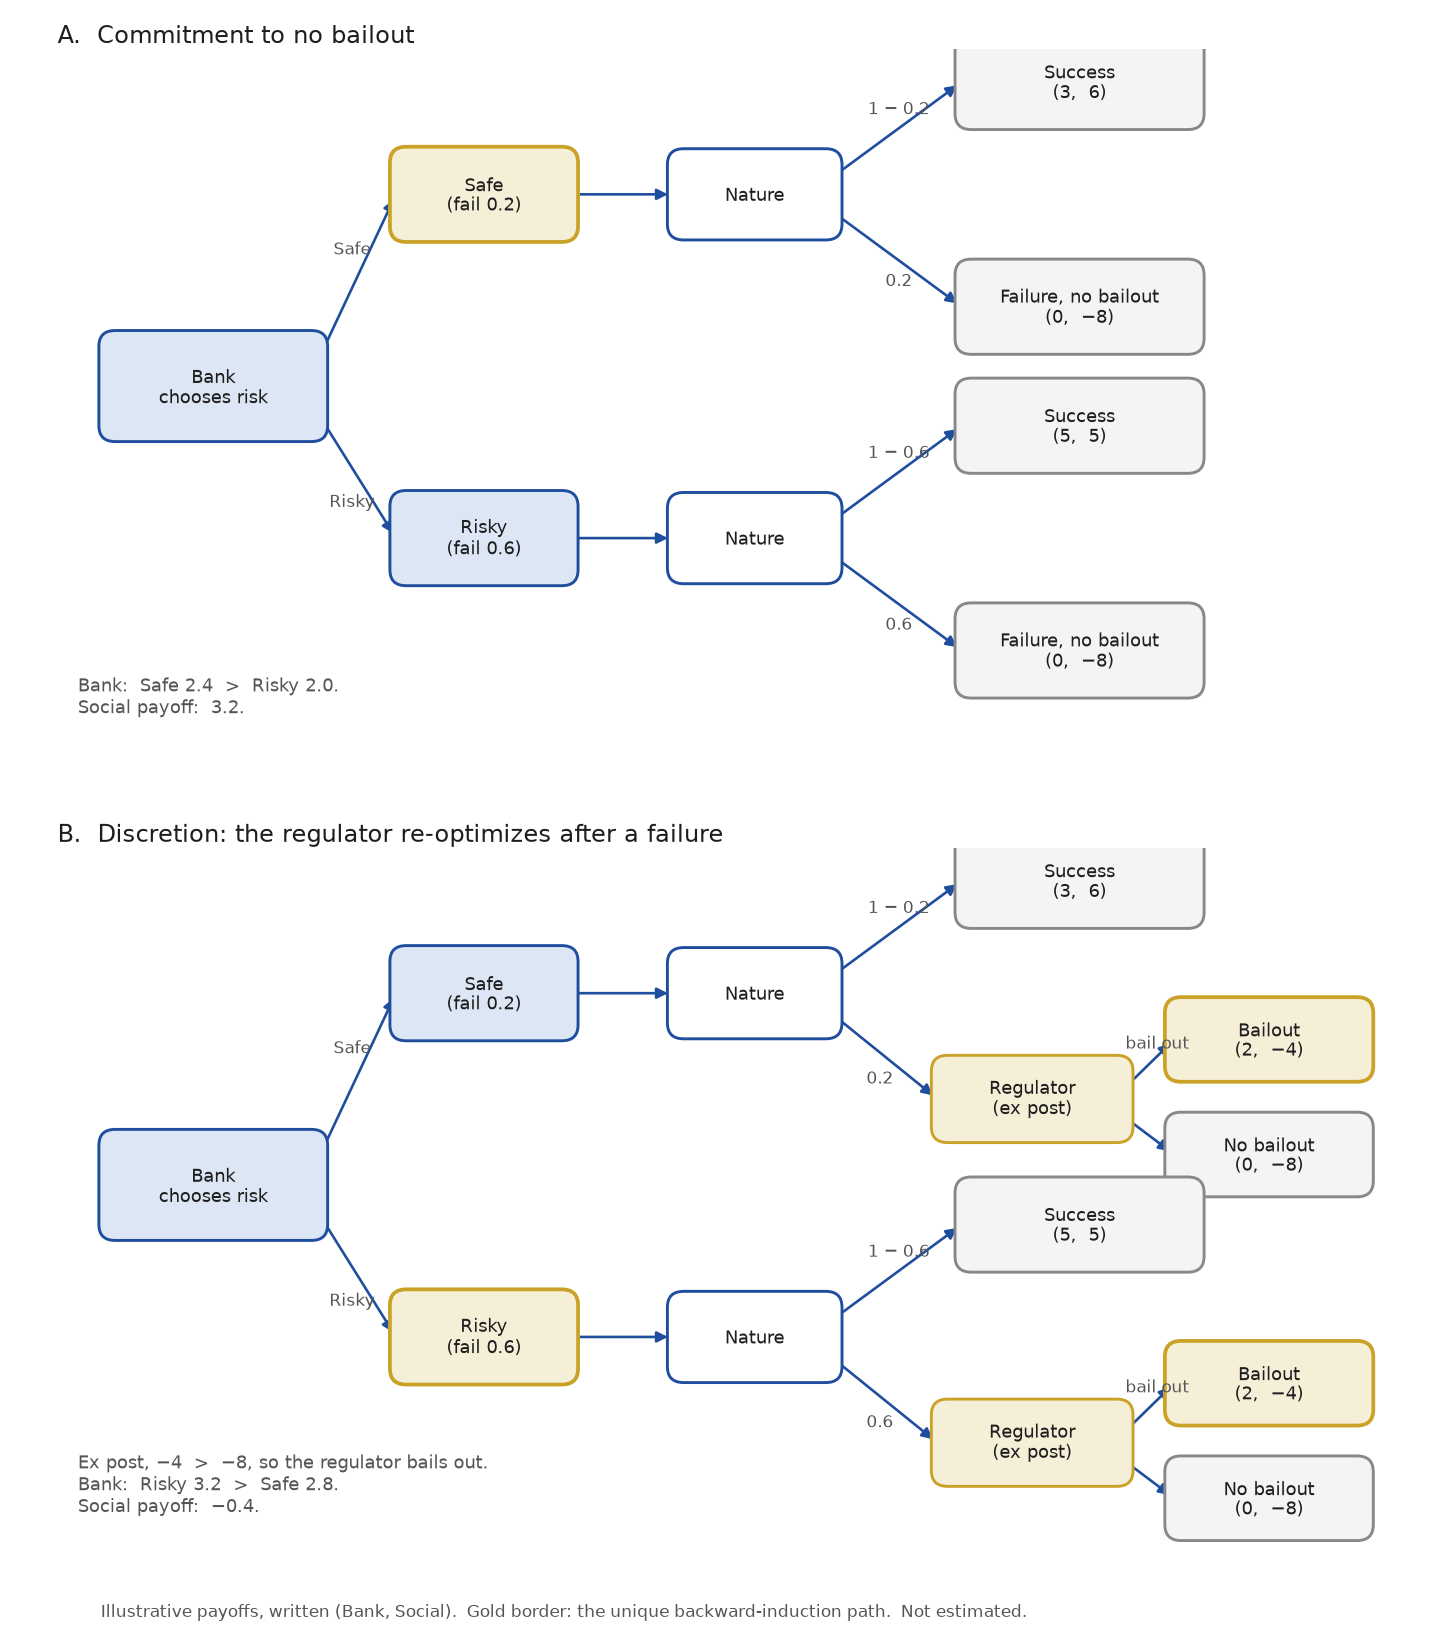 A.  Commitment to no bailout
Success
(3,  6)
1 − 0.2
Safe
(fail 0.2)
Nature
Safe
0.2
Failure, no bailout
(0,  −8)
Bank
chooses risk
Success
(5,  5)
1 − 0.6
Risky
Risky
(fail 0.6)
Nature
0.6
Failure, no bailout
(0,  −8)
Bank:  Safe 2.4  >  Risky 2.0.
Social payoff:  3.2.
B.  Discretion: the regulator re-optimizes after a failure
Success
(3,  6)
1 − 0.2
Safe
(fail 0.2)
Nature
Safe
0.2
Regulator
(ex post)
bail out
Bailout
(2,  −4)
No bailout
(0,  −8)
Bank
chooses risk
Success
(5,  5)
1 − 0.6
Risky
Risky
(fail 0.6)
Nature
0.6
Regulator
(ex post)
bail out
Bailout
(2,  −4)
No bailout
(0,  −8)
Ex post, −4  >  −8, so the regulator bails out.
Bank:  Risky 3.2  >  Safe 2.8.
Social payoff:  −0.4.
Illustrative payoffs, written (Bank, Social).  Gold border: the unique backward-induction path.  Not estimated.